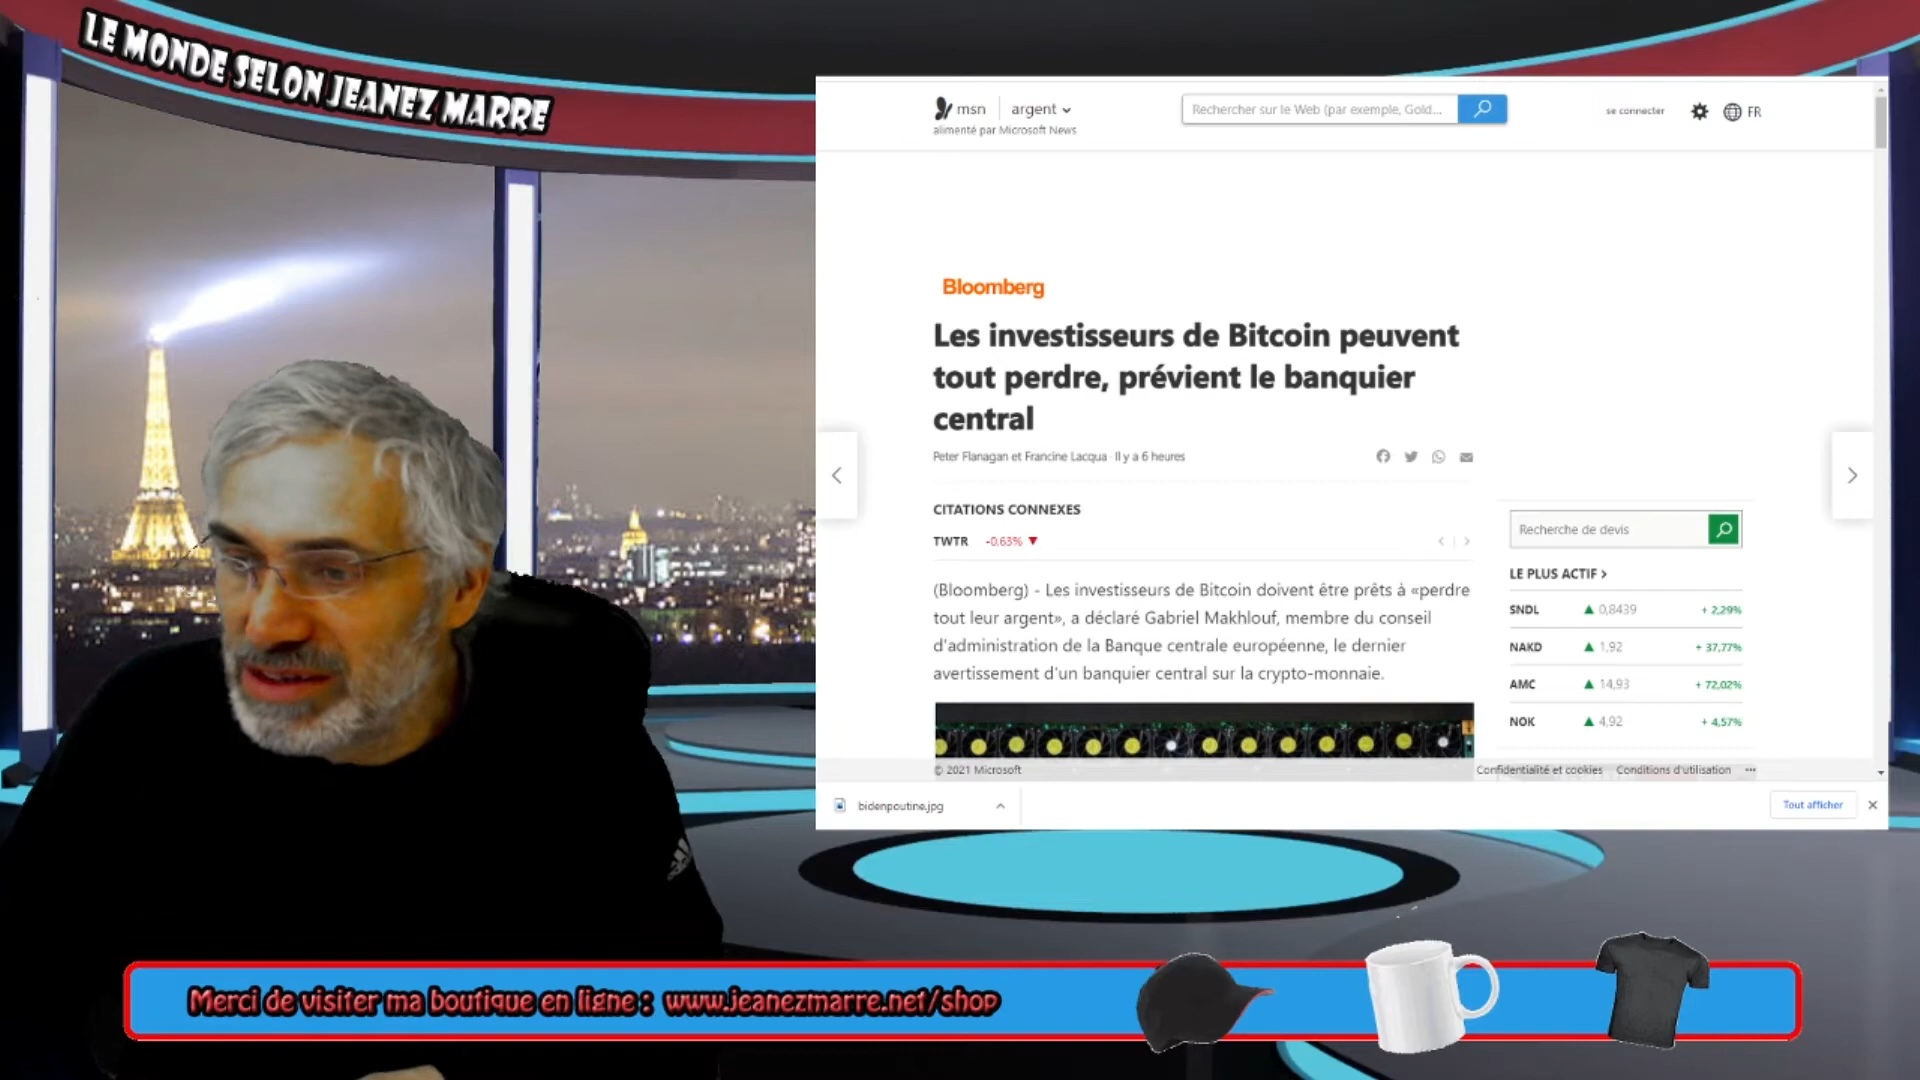 LE MONDE SELON JEANEZ MARRE
msn
argent
alimenté par Microsoft News
Rechercher sur le Web (par exemple, Gold...
se connecter
FR
Bloomberg
Les investisseurs de Bitcoin peuvent
tout perdre, prévient le banquier
central
Peter Flanagan et Francine Lacqua · Il y a 6 heures
CITATIONS CONNEXES
TWTR -0.63% ▼
(Bloomberg) - Les investisseurs de Bitcoin doivent être prêts à «perdre
tout leur argent», a déclaré Gabriel Makhlouf, membre du conseil
d'administration de la Banque centrale européenne, le dernier
avertissement d'un banquier central sur la crypto-monnaie.
Recherche de devis
LE PLUS ACTIF >
SNDL ▲ 0,8439 + 2,29%
NAKD ▲ 1,92 + 37,77%
AMC ▲ 14,93 + 72,02%
NOK ▲ 4,92 + 4,57%
© 2021 Microsoft
Confidentialité et cookies
Conditions d'utilisation
...
bidenpoutine.jpg
Tout afficher
Merci de visiter ma boutique en ligne : www.jeanezmarre.net/shop